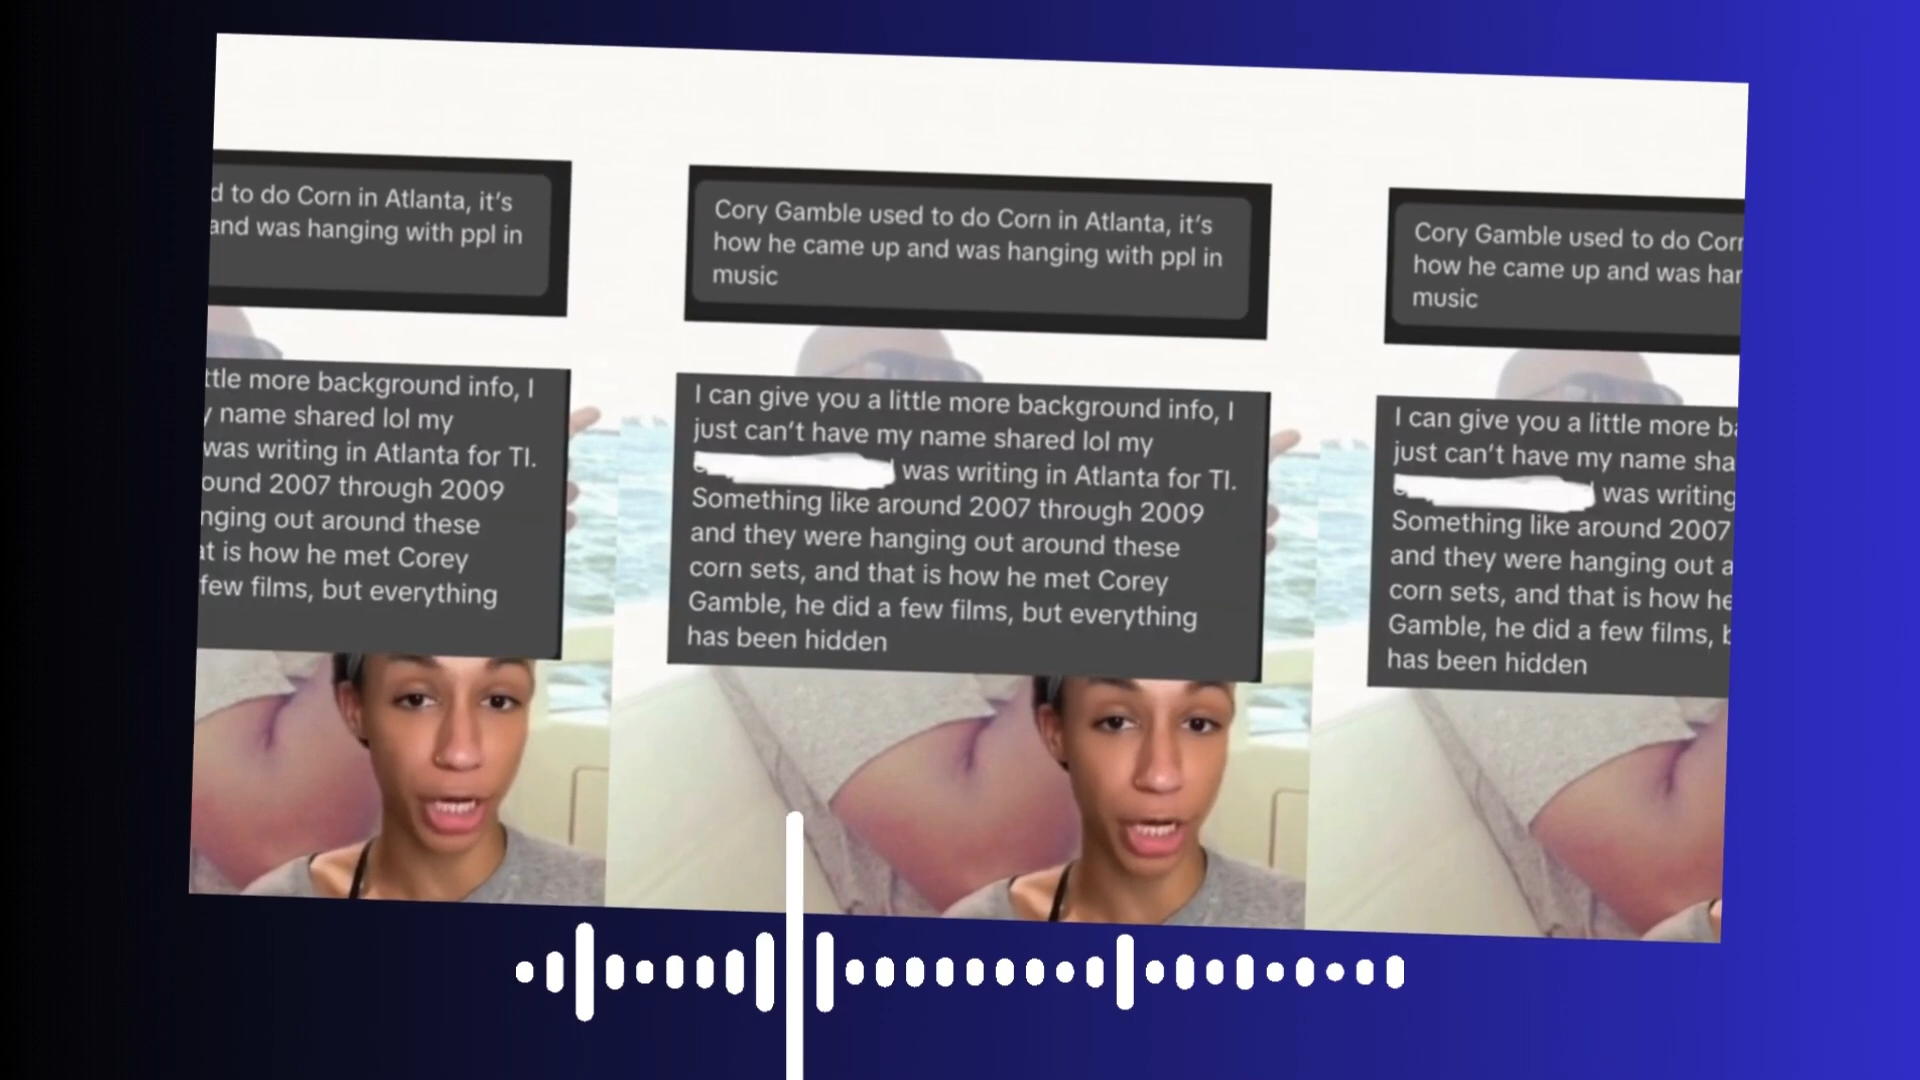 d to do Corn in Atlanta, it's
and was hanging with ppl in
ttle more background info, I
y name shared lol my
was writing in Atlanta for TI.
ound 2007 through 2009
nging out around these
at is how he met Corey
few films, but everything
Cory Gamble used to do Corn in Atlanta, it's
how he came up and was hanging with ppl in
music
I can give you a little more background info, I
just can't have my name shared lol my
was writing in Atlanta for TI.
Something like around 2007 through 2009
and they were hanging out around these
corn sets, and that is how he met Corey
Gamble, he did a few films, but everything
has been hidden
Cory Gamble used to do Corn
how he came up and was han
music
I can give you a little more ba
just can't have my name sha
was writing
Something like around 2007
and they were hanging out a
corn sets, and that is how he
Gamble, he did a few films, b
has been hidden